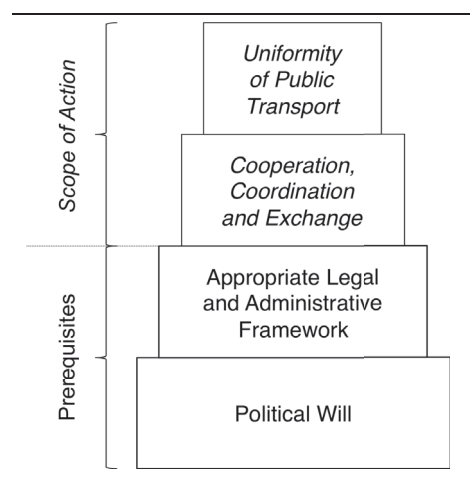 Scope of Action
Uniformity
of Public
Transport
Cooperation,
Coordination
and Exchange
Prerequisites
Appropriate Legal
and Administrative
Framework
Political Will